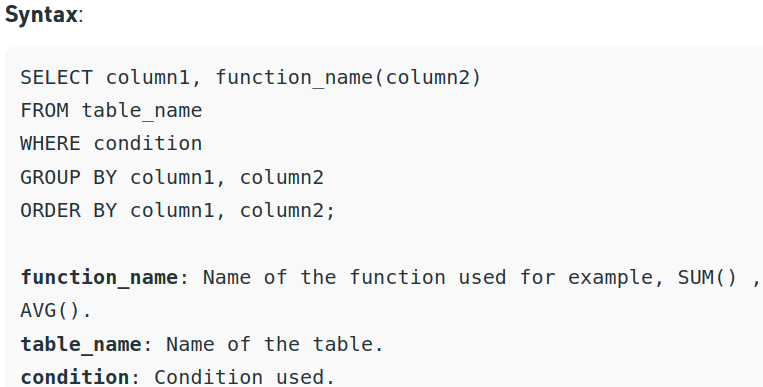 Syntax:
SELECT column1, function_name(column2)
FROM table_name
WHERE condition
GROUP BY column1, column2
ORDER BY column1, column2;
function_name: Name of the function used for example, SUM() ,
AVG().
table_name: Name of the table.
condition: Condition used.